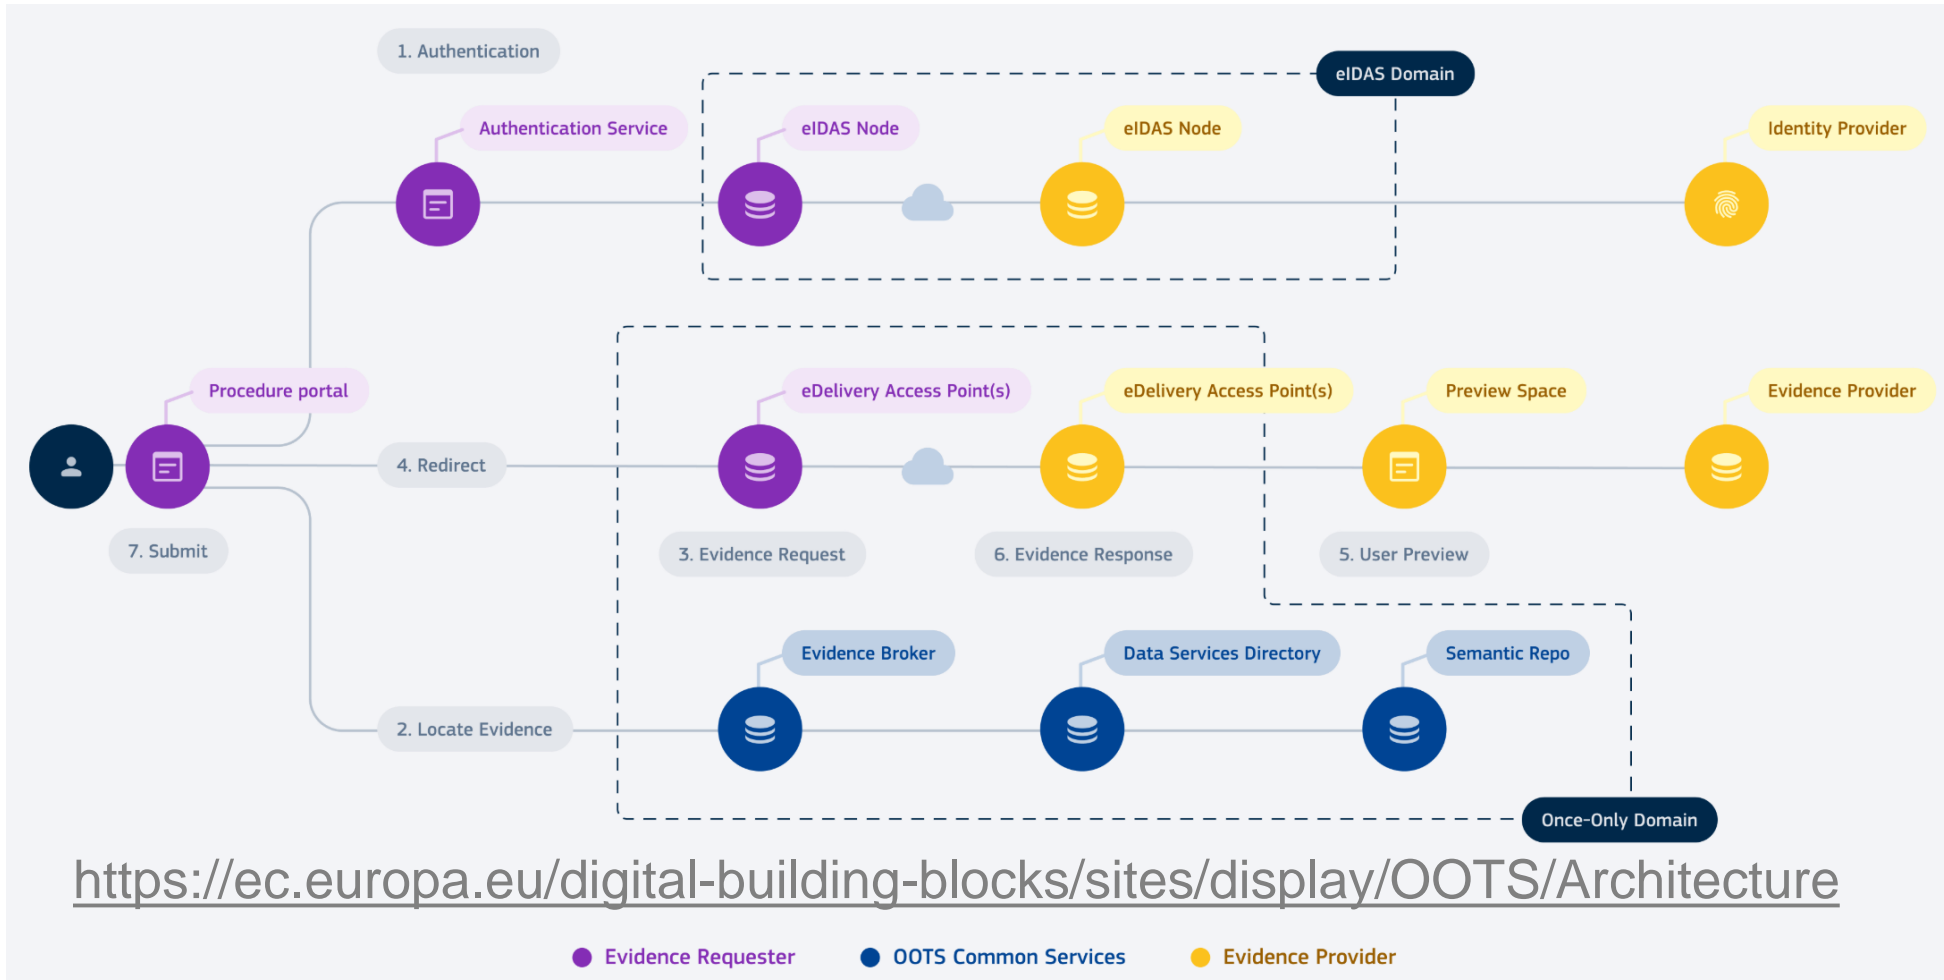 1. Authentication
eIDAS Domain
Authentication Service
eIDAS Node
eIDAS Node
Identity Provider
Procedure portal
eDelivery Access Point(s)
eDelivery Access Point(s)
Preview Space
Evidence Provider
4. Redirect
7. Submit
3. Evidence Request
6. Evidence Response
5. User Preview
Evidence Broker
Data Services Directory
Semantic Repo
2. Locate Evidence
Once-Only Domain
https://ec.europa.eu/digital-building-blocks/sites/display/OOTS/Architecture
Evidence Requester
OOTS Common Services
Evidence Provider